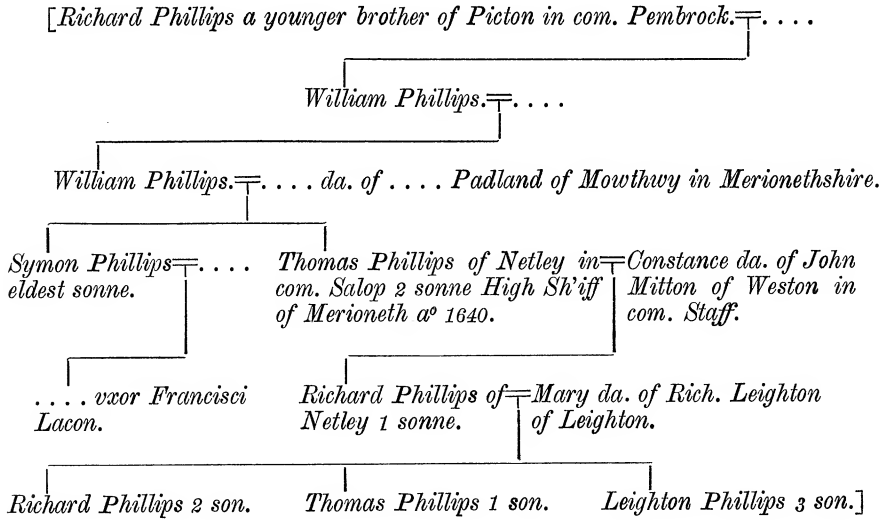 [Richard Phillips a younger brother of Picton in com. Pembrock. . . . .
William Phillips. . . . .
William Phillips. . . . . da. of . . . . Padland of Mowthwy in Merionethshire.
Symon Phillips . . . .
eldest sonne.
Thomas Phillips of Netley in
com. Salop 2 sonne High Sh'iff
of Merioneth aº 1640.
Constance da. of John
Mitton of Weston in
com. Staff.
. . . . vxor Francisci
Lacon.
Richard Phillips of
Netley 1 sonne.
Mary da. of Rich. Leighton
of Leighton.
Richard Phillips 2 son.
Thomas Phillips 1 son.
Leighton Phillips 3 son.]